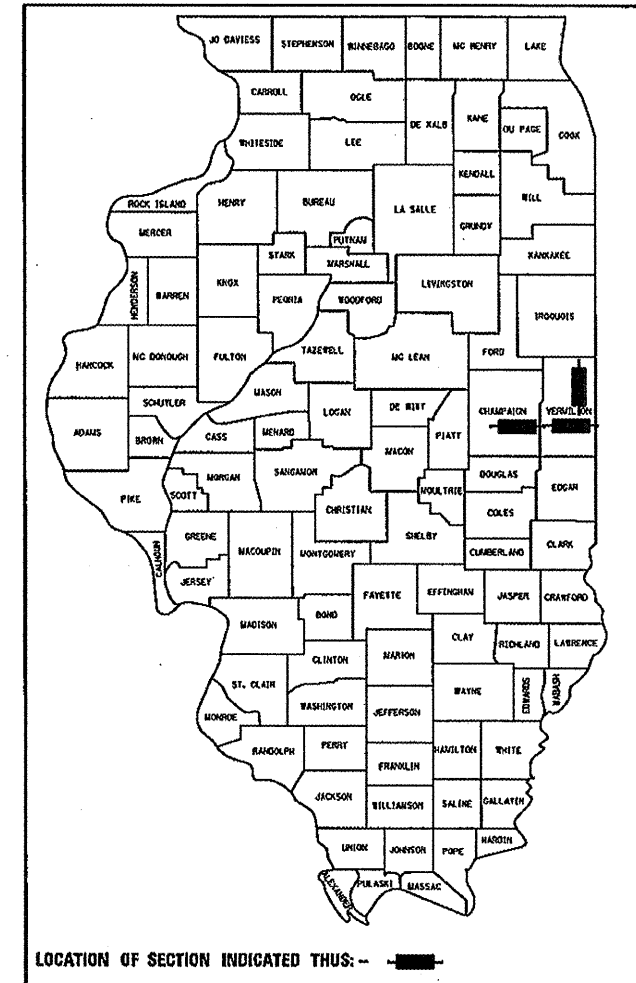 JO DAVIESS STEPHENSON WINNEBAGO BOONE MC HENRY LAKE
CARROLL OGLE DE KALB KANE DU PAGE COOK
WHITESIDE LEE
KENDALL WILL
ROCK ISLAND HENRY BUREAU LA SALLE GRUNDY
MERCER PUTNAM
STARK MARSHALL KANKAKEE
HENDERSON WARREN KNOX PEORIA WOODFORD LIVINGSTON IROQUOIS
HANCOCK MC DONOUGH FULTON TAZEWELL MC LEAN FORD
SCHUYLER MASON LOGAN DE WITT CHAMPAIGN VERMILION
ADAMS BROWN CASS MENARD MACON PIATT
PIKE SCOTT MORGAN SANGAMON CHRISTIAN MOULTRIE DOUGLAS EDGAR
COLES
CALHOUN GREENE MACOUPIN MONTGOMERY SHELBY CUMBERLAND CLARK
JERSEY
FAYETTE EFFINGHAM JASPER CRAWFORD
MADISON BOND
CLAY RICHLAND LAWRENCE
CLINTON MARION
ST. CLAIR WAYNE EDWARDS WABASH
MONROE WASHINGTON JEFFERSON
RANDOLPH PERRY HAMILTON WHITE
FRANKLIN
JACKSON WILLIAMSON SALINE GALLATIN
UNION JOHNSON POPE HARDIN
ALEXANDER PULASKI MASSAC
LOCATION OF SECTION INDICATED THUS: -